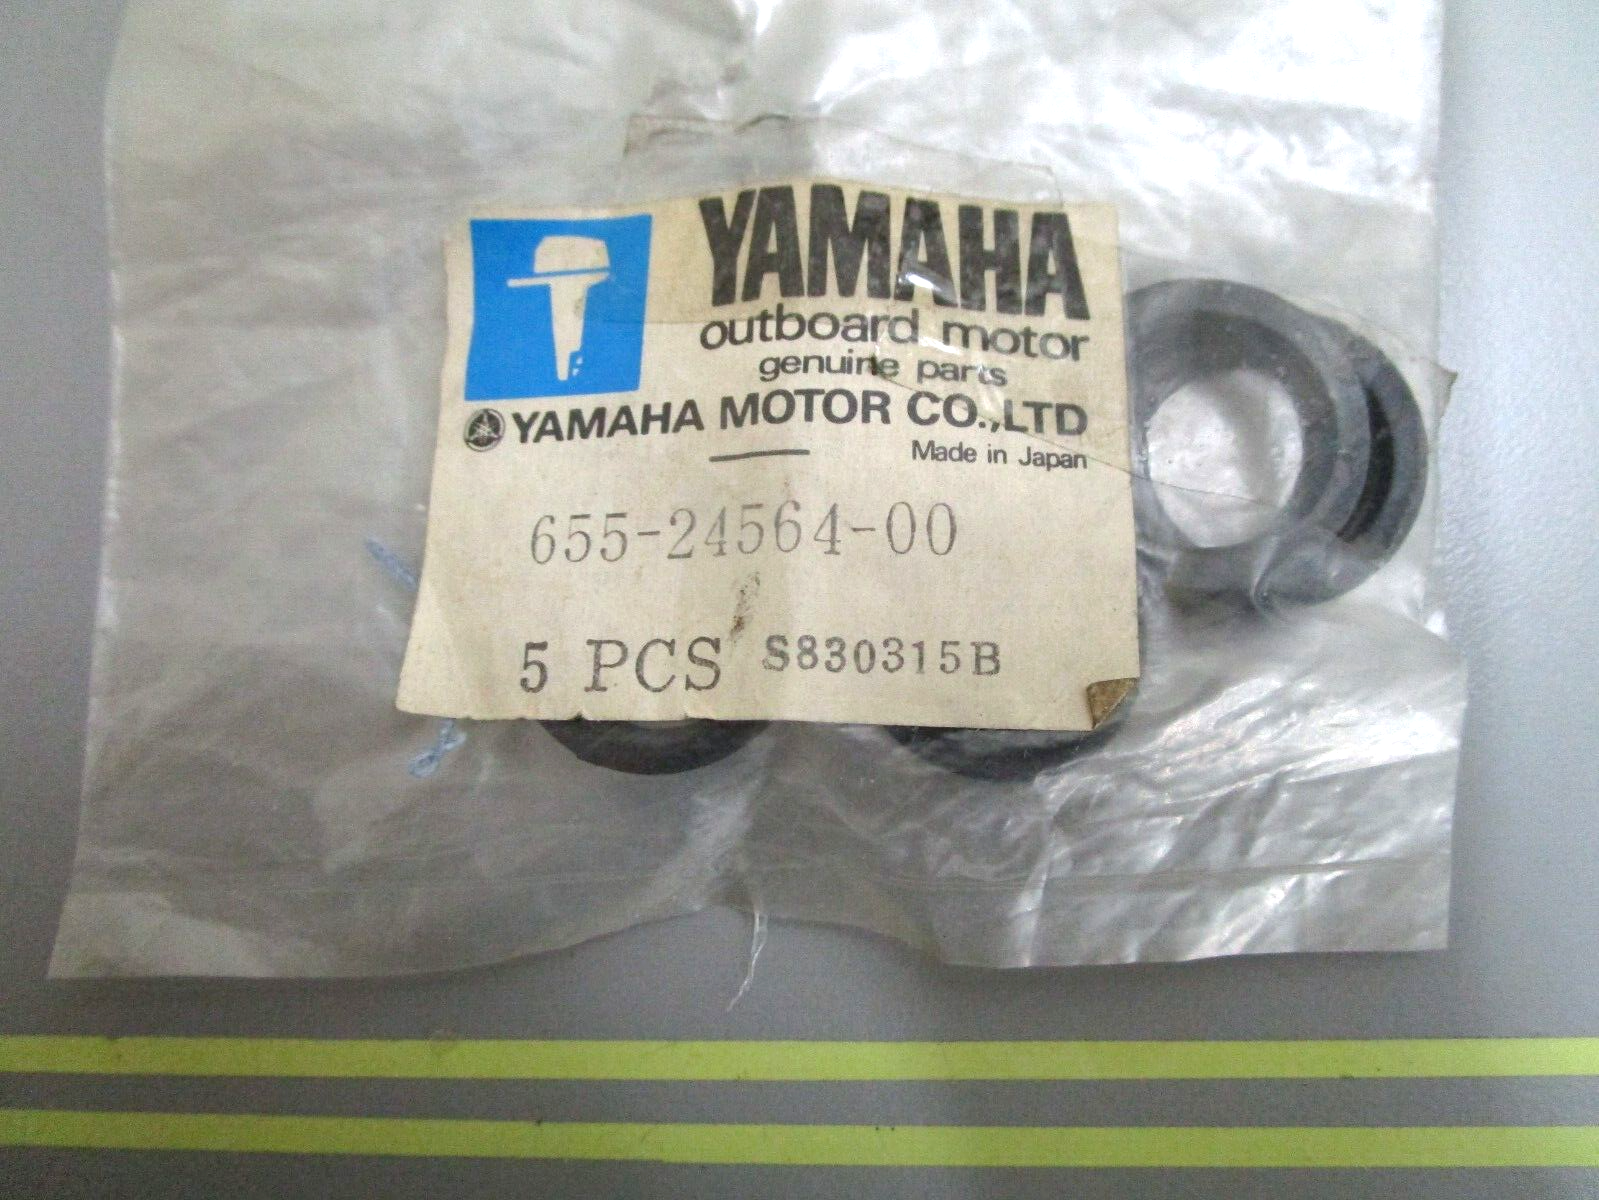 YAMAHA
outboard motor
genuine parts
YAMAHA MOTOR CO.,LTD
Made in Japan
655-24564-00
5 PCS S830315B